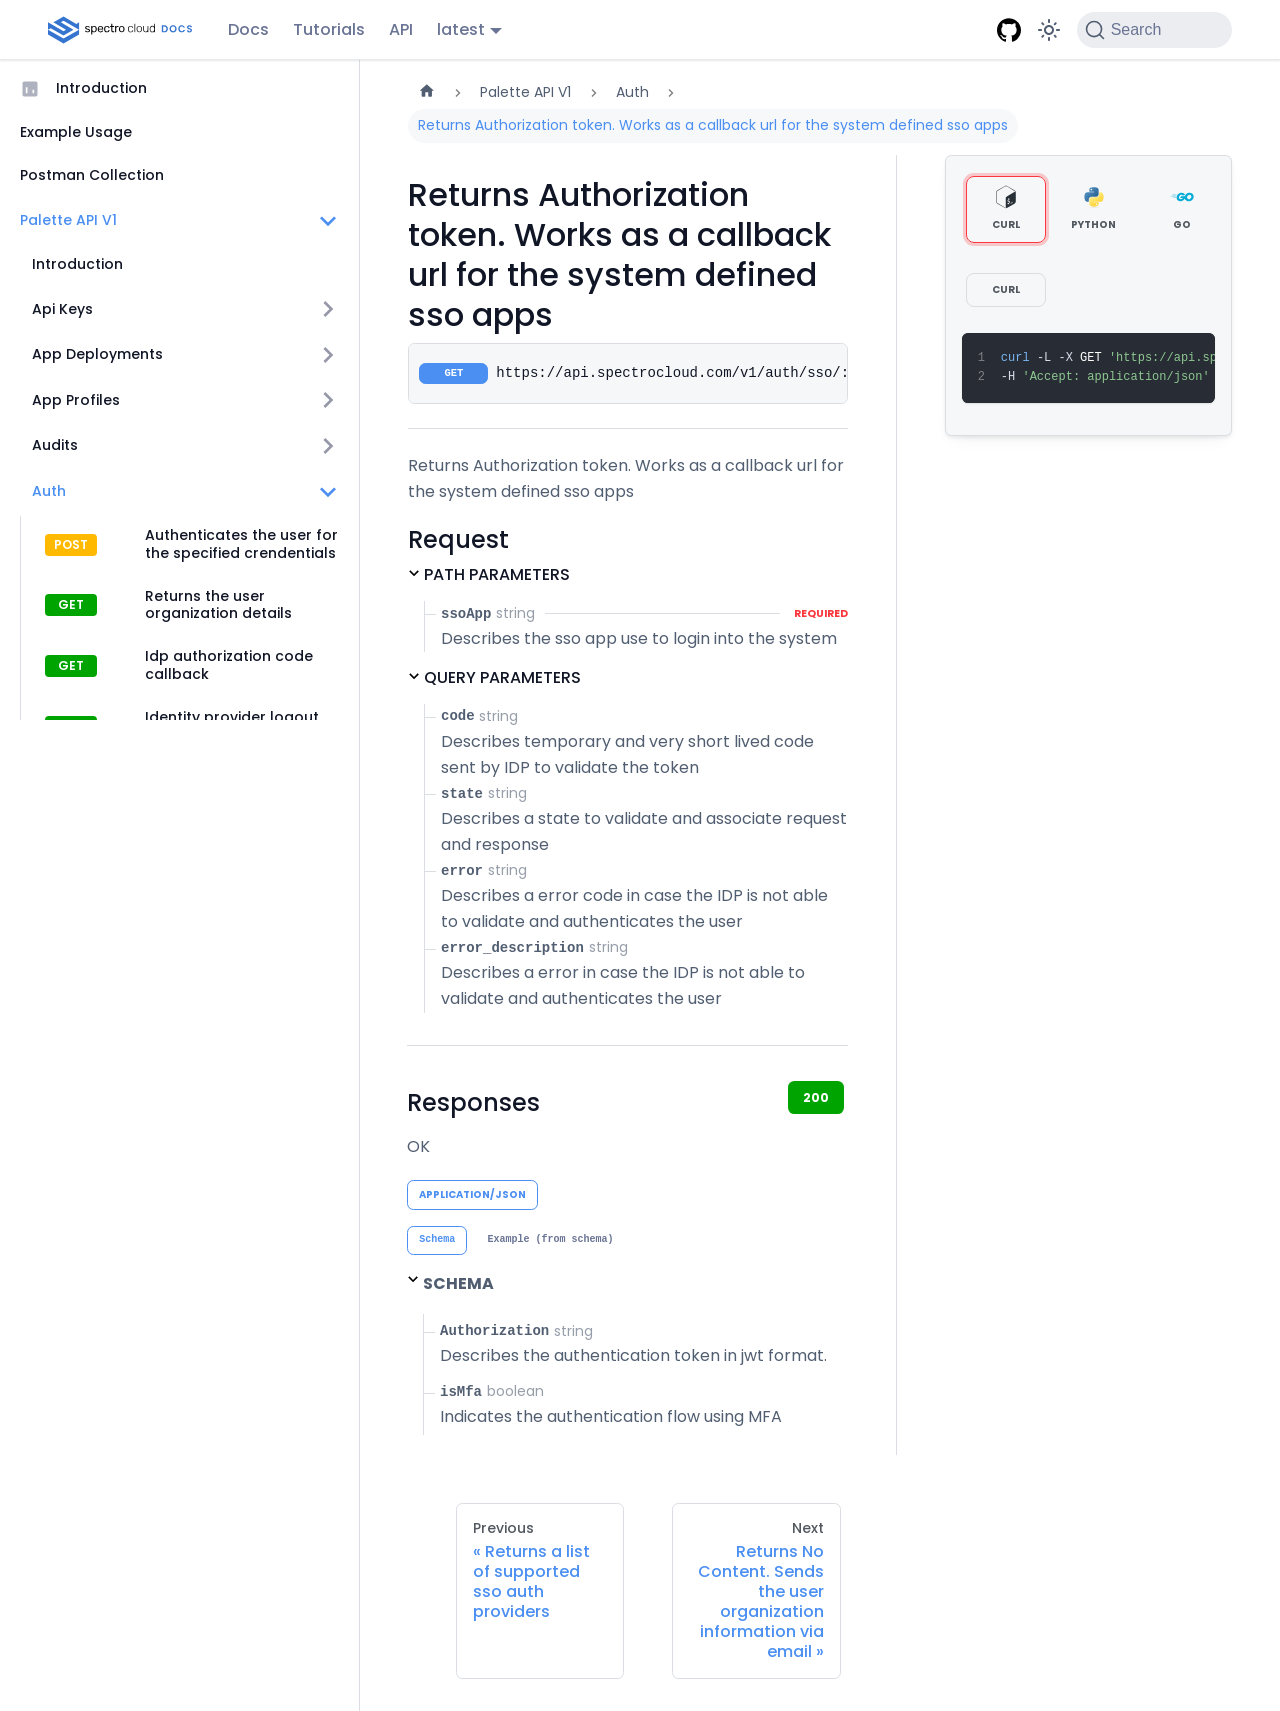 spectro cloud DOCS Docs Tutorials API latest Search
Introduction
Example Usage
Postman Collection
Palette API V1
Introduction
Api Keys
App Deployments
App Profiles
Audits
Auth
POST Authenticates the user for
the specified crendentials
GET Returns the user
organization details
GET Idp authorization code
callback
Identity provider logout
Palette API V1 Auth
Returns Authorization token. Works as a callback url for the system defined sso apps
Returns Authorization
token. Works as a callback
url for the system defined
sso apps
GET https://api.spectrocloud.com/v1/auth/sso/:
Returns Authorization token. Works as a callback url for
the system defined sso apps
Request
PATH PARAMETERS
ssoApp string REQUIRED
Describes the sso app use to login into the system
QUERY PARAMETERS
code string
Describes temporary and very short lived code
sent by IDP to validate the token
state string
Describes a state to validate and associate request
and response
error string
Describes a error code in case the IDP is not able
to validate and authenticates the user
error_description string
Describes a error in case the IDP is not able to
validate and authenticates the user
Responses 200
OK
APPLICATION/JSON
Schema Example (from schema)
SCHEMA
Authorization string
Describes the authentication token in jwt format.
isMfa boolean
Indicates the authentication flow using MFA
CURL PYTHON GO
CURL
1 curl -L -X GET 'https://api.sp
2 -H 'Accept: application/json'
Previous
« Returns a list
of supported
sso auth
providers
Next
Returns No
Content. Sends
the user
organization
information via
email »